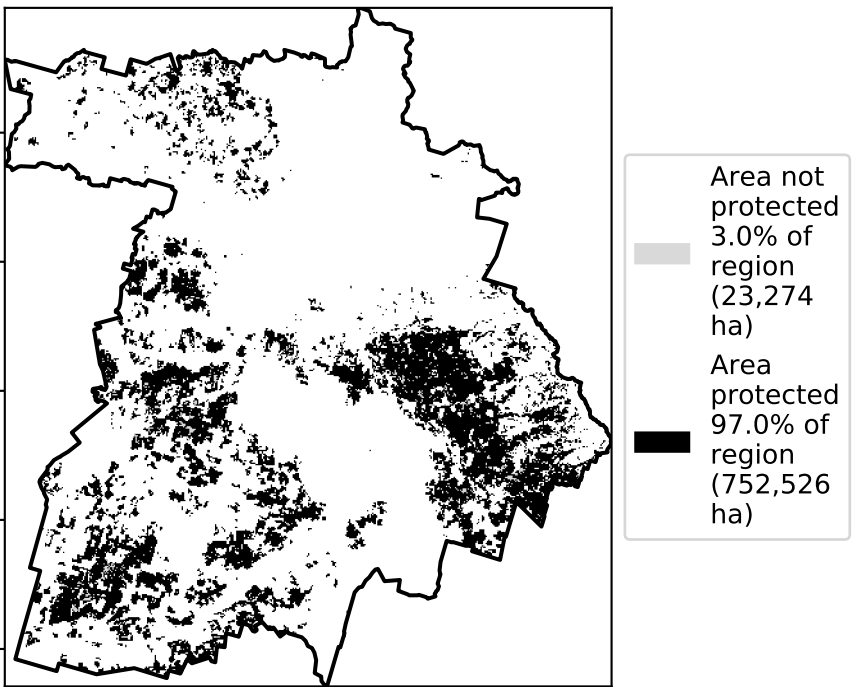 Area not
protected
3.0% of
region
(23,274
ha)
Area
protected
97.0% of
region
(752,526
ha)